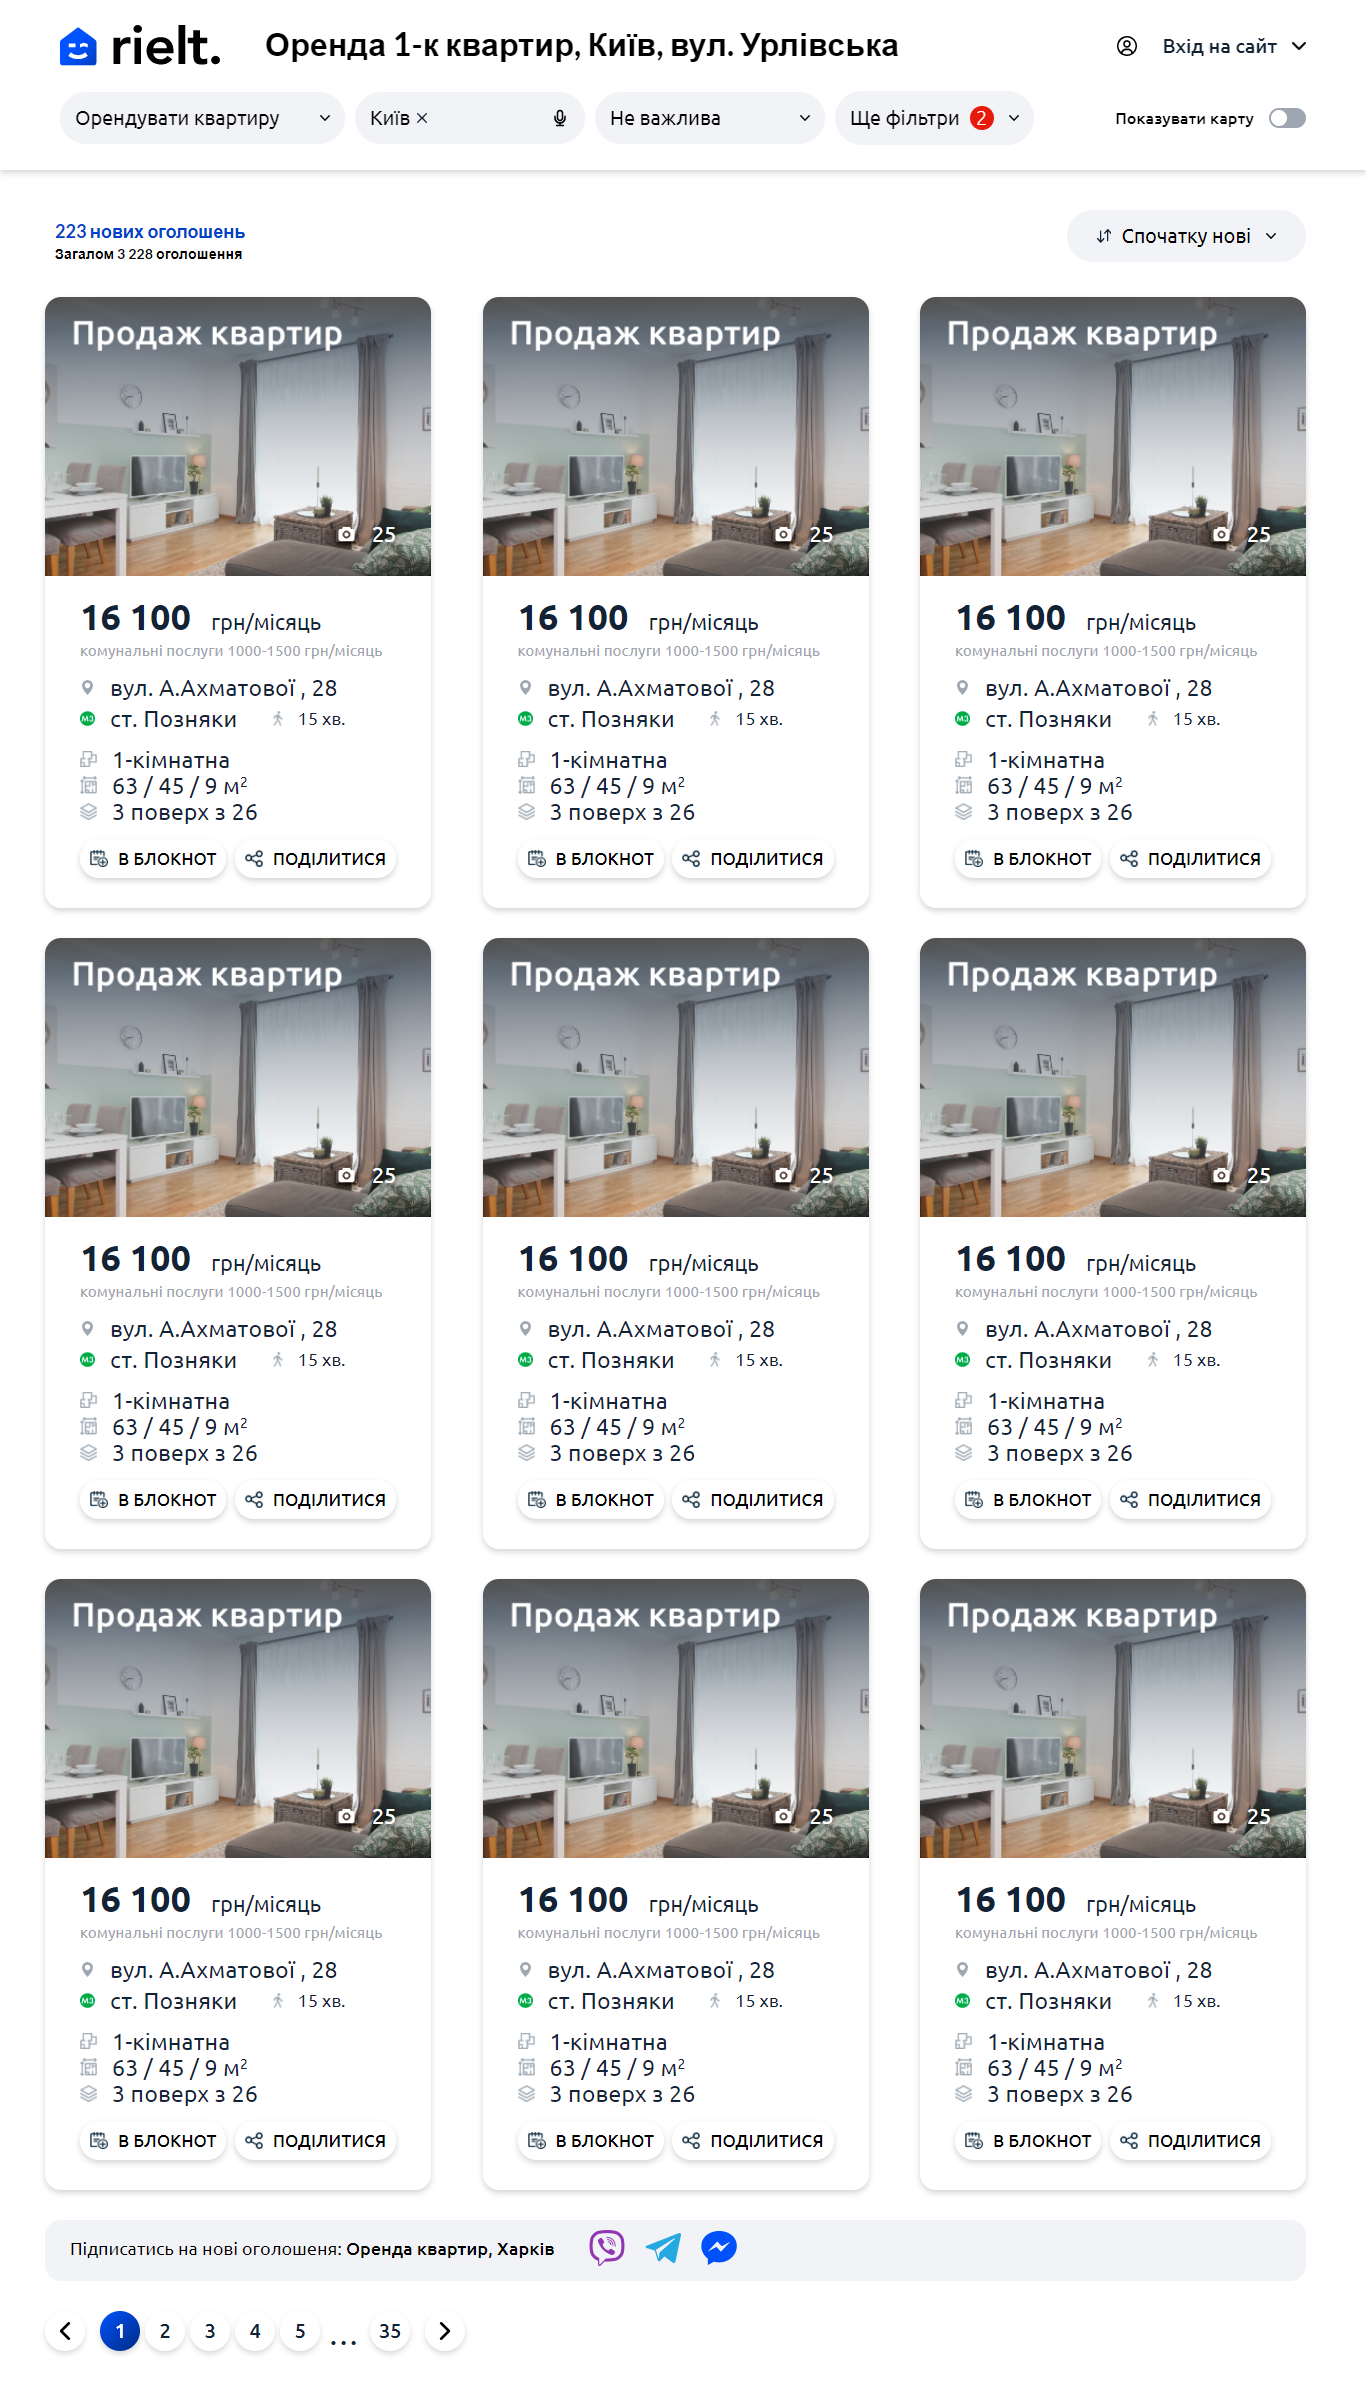 rielt.
Оренда 1-к квартир, Київ, вул. Урлівська
Вхід на сайт
Орендувати квартиру
Київ ×
Не важлива
Ще фільтри 2
Показувати карту
223 нових оголошень
Загалом 3 228 оголошення
Спочатку нові
Продаж квартир
25
16 100 грн/місяць
комунальні послуги 1000-1500 грн/місяць
вул. А.Ахматової , 28
М3 ст. Позняки 15 хв.
1-кімнатна
63 / 45 / 9 м²
3 поверх з 26
В БЛОКНОТ ПОДІЛИТИСЯ
Продаж квартир
25
16 100 грн/місяць
комунальні послуги 1000-1500 грн/місяць
вул. А.Ахматової , 28
М3 ст. Позняки 15 хв.
1-кімнатна
63 / 45 / 9 м²
3 поверх з 26
В БЛОКНОТ ПОДІЛИТИСЯ
Продаж квартир
25
16 100 грн/місяць
комунальні послуги 1000-1500 грн/місяць
вул. А.Ахматової , 28
М3 ст. Позняки 15 хв.
1-кімнатна
63 / 45 / 9 м²
3 поверх з 26
В БЛОКНОТ ПОДІЛИТИСЯ
Продаж квартир
25
16 100 грн/місяць
комунальні послуги 1000-1500 грн/місяць
вул. А.Ахматової , 28
М3 ст. Позняки 15 хв.
1-кімнатна
63 / 45 / 9 м²
3 поверх з 26
В БЛОКНОТ ПОДІЛИТИСЯ
Продаж квартир
25
16 100 грн/місяць
комунальні послуги 1000-1500 грн/місяць
вул. А.Ахматової , 28
М3 ст. Позняки 15 хв.
1-кімнатна
63 / 45 / 9 м²
3 поверх з 26
В БЛОКНОТ ПОДІЛИТИСЯ
Продаж квартир
25
16 100 грн/місяць
комунальні послуги 1000-1500 грн/місяць
вул. А.Ахматової , 28
М3 ст. Позняки 15 хв.
1-кімнатна
63 / 45 / 9 м²
3 поверх з 26
В БЛОКНОТ ПОДІЛИТИСЯ
Продаж квартир
25
16 100 грн/місяць
комунальні послуги 1000-1500 грн/місяць
вул. А.Ахматової , 28
М3 ст. Позняки 15 хв.
1-кімнатна
63 / 45 / 9 м²
3 поверх з 26
В БЛОКНОТ ПОДІЛИТИСЯ
Продаж квартир
25
16 100 грн/місяць
комунальні послуги 1000-1500 грн/місяць
вул. А.Ахматової , 28
М3 ст. Позняки 15 хв.
1-кімнатна
63 / 45 / 9 м²
3 поверх з 26
В БЛОКНОТ ПОДІЛИТИСЯ
Продаж квартир
25
16 100 грн/місяць
комунальні послуги 1000-1500 грн/місяць
вул. А.Ахматової , 28
М3 ст. Позняки 15 хв.
1-кімнатна
63 / 45 / 9 м²
3 поверх з 26
В БЛОКНОТ ПОДІЛИТИСЯ
Підписатись на нові оголошеня: Оренда квартир, Харків
1 2 3 4 5 ... 35